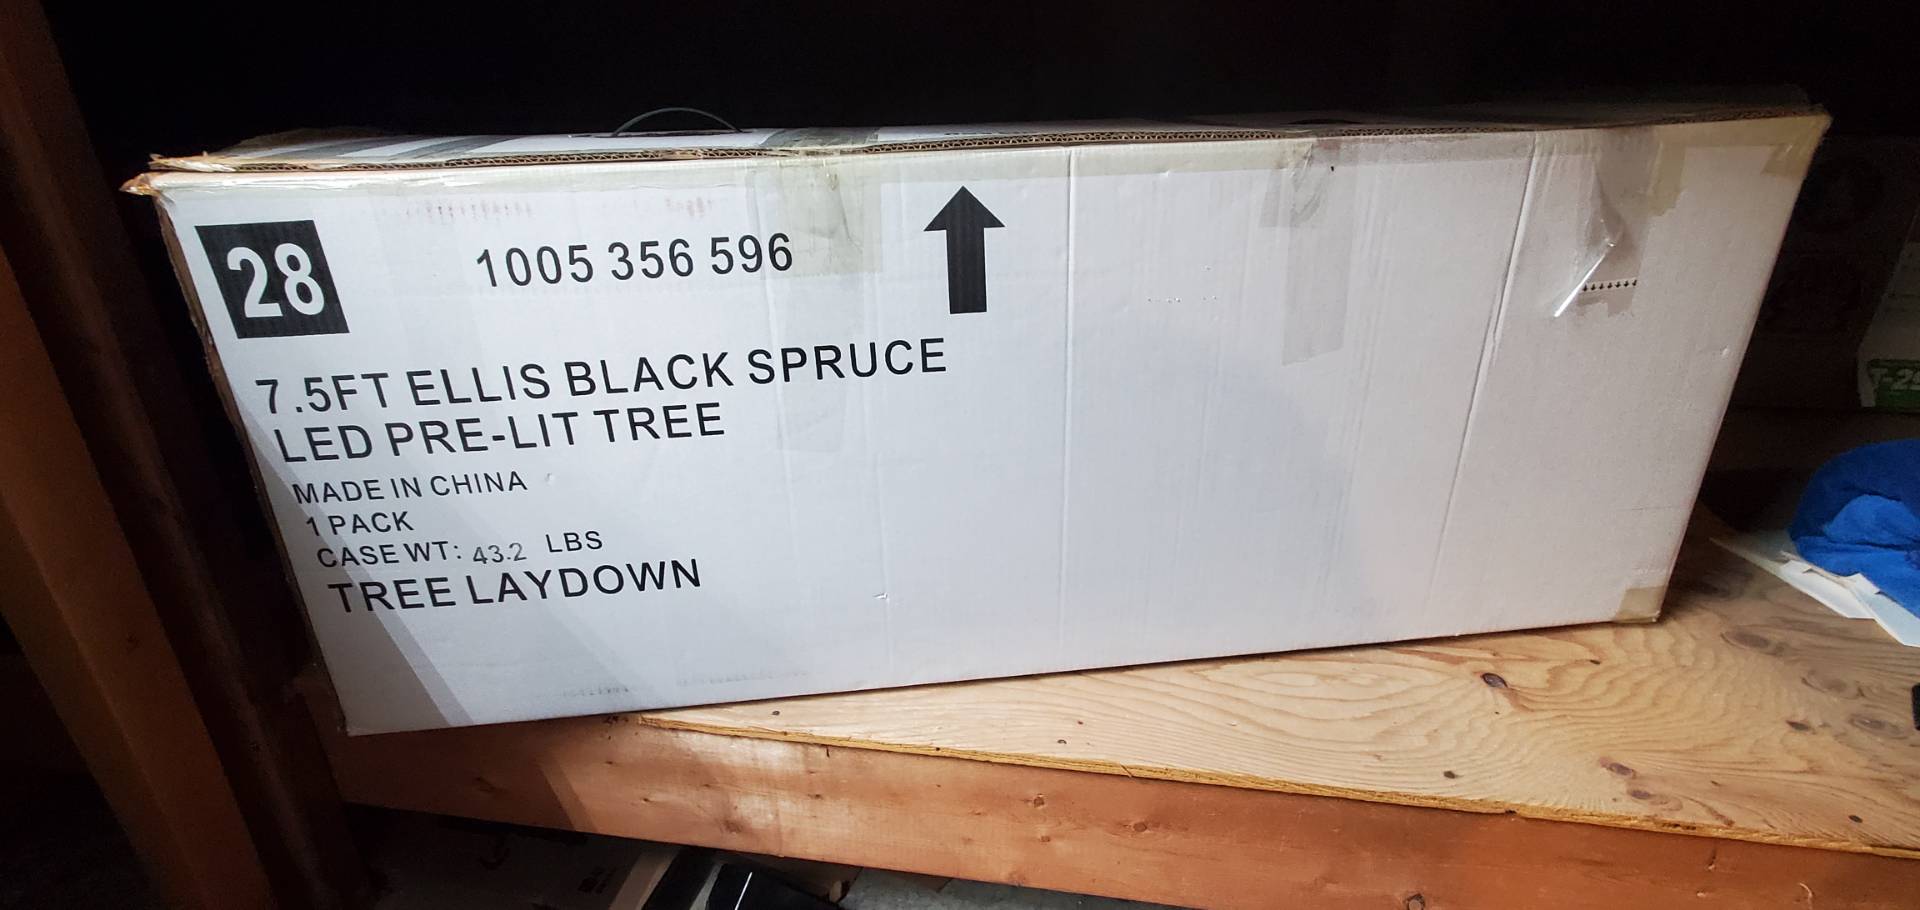 28
1005 356 596
7.5FT ELLIS BLACK SPRUCE
LED PRE-LIT TREE
MADE IN CHINA
1 PACK
CASE WT: 43.2 LBS
TREE LAYDOWN